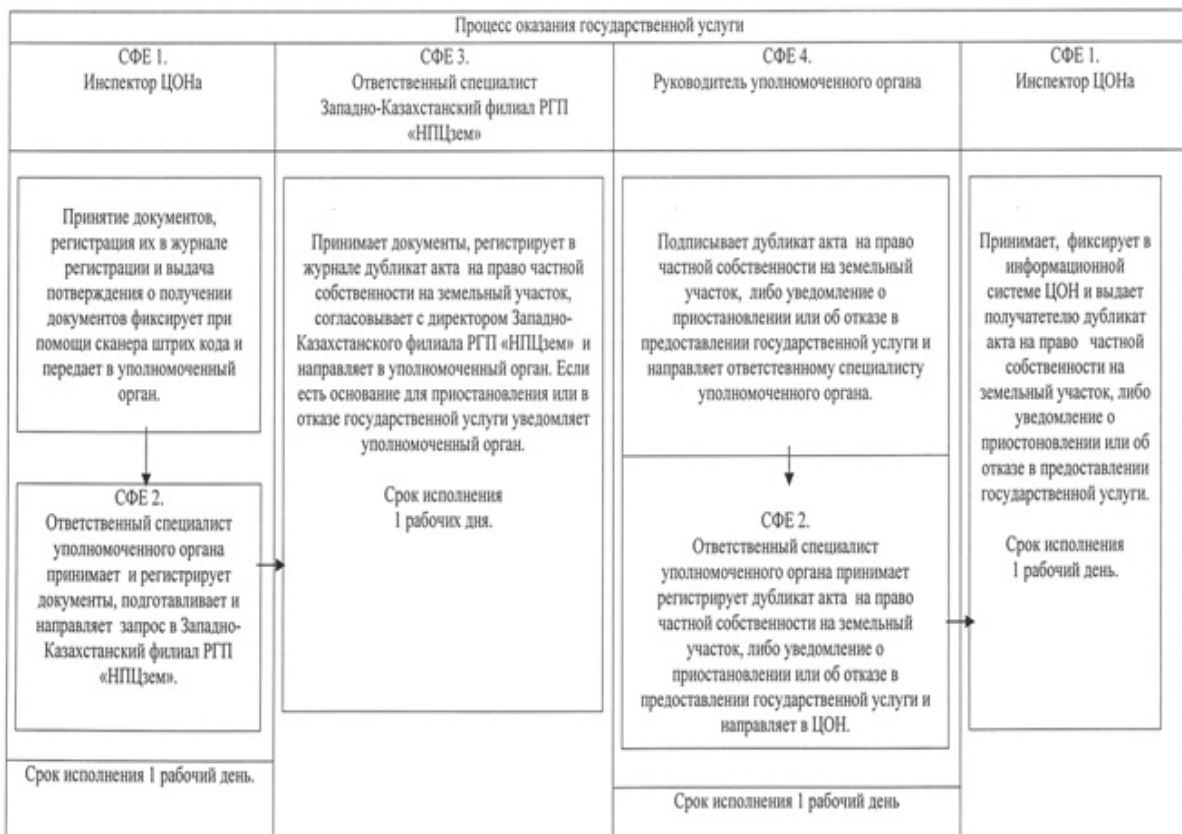 Процесс оказания государственной услуги
СФЕ 1.
Инспектор ЦОНа
СФЕ 3.
Ответственный специалист
Западно-Казахстанский филиал РГП
«НПЦзем»
СФЕ 4.
Руководитель уполномоченного органа
СФЕ 1.
Инспектор ЦОНа
Принятие документов,
регистрация их в журнале
регистрации и выдача
потверждения о получении
документов фиксирует при
помощи сканера штрих кода и
передает в уполномоченный
орган.
СФЕ 2.
Ответственный специалист
уполномоченного органа
принимает и регистрирует
документы, подготавливает и
направляет запрос в Западно-
Казахстанский филиал РГП
«НПЦзем».
Срок исполнения 1 рабочий день.
Принимает документы, регистрирует в
журнале дубликат акта на право частной
собственности на земельный участок,
согласовывает с директором Западно-
Казахстанского филиала РГП «НПЦзем» и
направляет в уполномоченный орган. Если
есть основание для приостановления или в
отказе государственной услуги уведомляет
уполномоченный орган.
Срок исполнения
1 рабочих дня.
Подписывает дубликат акта на право
частной собственности на земельный
участок, либо уведомление о
приостановлении или об отказе в
предоставлении государственной услуги и
направляет ответстевнному специалисту
уполномоченного органа.
СФЕ 2.
Ответственный специалист
уполномоченного органа принимает
регистрирует дубликат акта на право
частной собственности на земельный
участок, либо уведомление о
приостановлении или об отказе в
предоставлении государственной услуги и
направляет в ЦОН.
Срок исполнения 1 рабочий день
Принимает, фиксирует в
информационной
системе ЦОН и выдает
получатетелю дубликат
акта на право частной
собственности на
земельный участок, либо
уведомление о
приостоновлении или об
отказе в предоставлении
государственной услуги.
Срок исполнения
1 рабочий день.